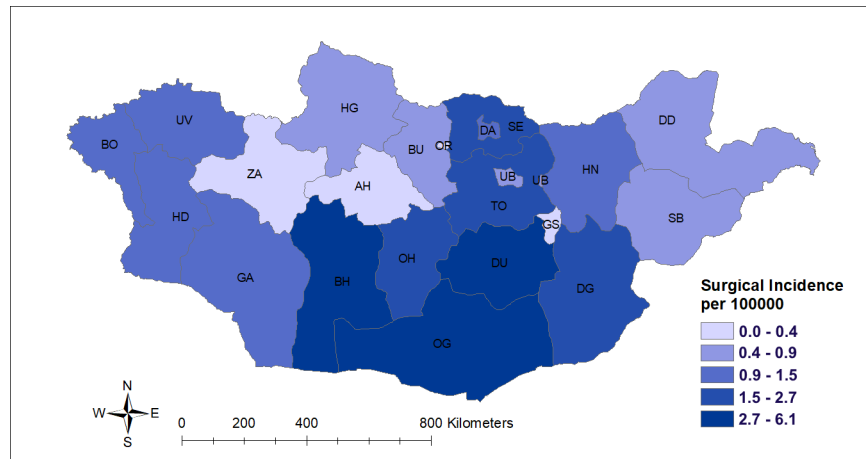 HG
UV
DA
SE
DD
BO
BU
OR
ZA
AH
UB
UB
HN
TO
HD
GS
SB
OH
DU
GA
BH
DG
OG
Surgical Incidence
per 100000
0.0 - 0.4
0.4 - 0.9
0.9 - 1.5
1.5 - 2.7
2.7 - 6.1
N
W E
S
0 200 400 800 Kilometers